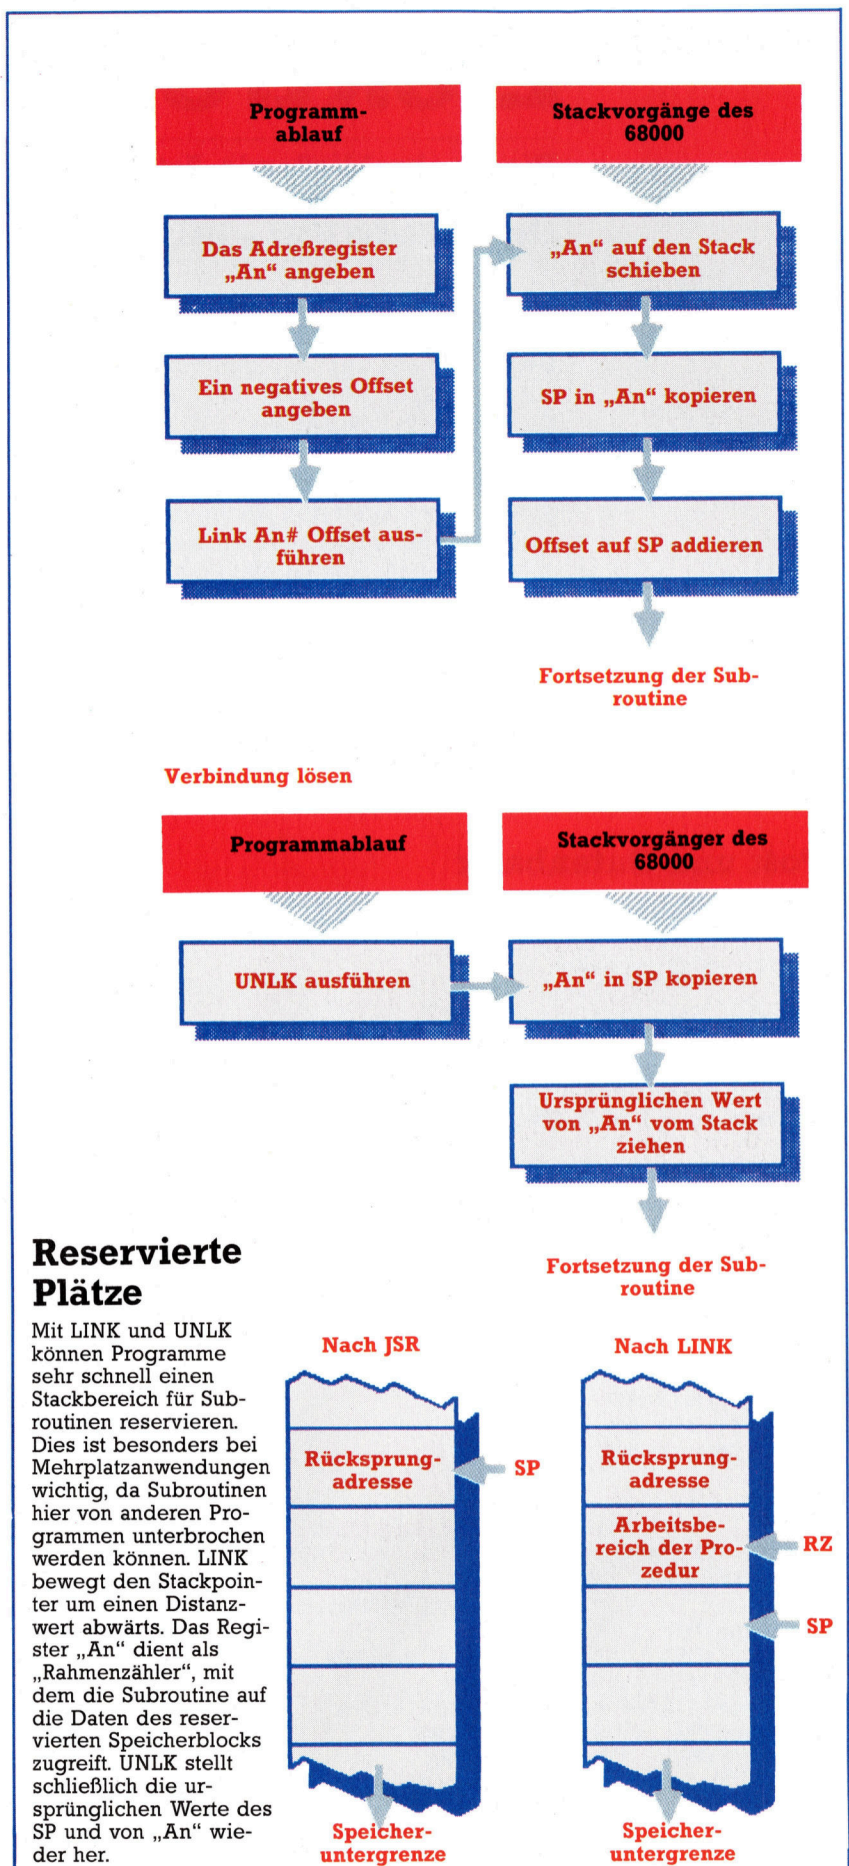 Programm-
ablauf
Stackvorgänge des
68000
Das Adreßregister
„An“ angeben
„An“ auf den Stack
schieben
Ein negatives Offset
angeben
SP in „An“ kopieren
Link An# Offset aus-
führen
Offset auf SP addieren
Fortsetzung der Sub-
routine
Verbindung lösen
Programmablauf
Stackvorgänger des
68000
UNLK ausführen
„An“ in SP kopieren
Ursprünglichen Wert
von „An“ vom Stack
ziehen
Fortsetzung der Sub-
routine
Reservierte
Plätze
Mit LINK und UNLK
können Programme
sehr schnell einen
Stackbereich für Sub-
routinen reservieren.
Dies ist besonders bei
Mehrplatzanwendungen
wichtig, da Subroutinen
hier von anderen Pro-
grammen unterbrochen
werden können. LINK
bewegt den Stackpoin-
ter um einen Distanz-
wert abwärts. Das Regi-
ster „An“ dient als
„Rahmenzähler“, mit
dem die Subroutine auf
die Daten des reser-
vierten Speicherblocks
zugreift. UNLK stellt
schließlich die ur-
sprünglichen Werte des
SP und von „An“ wie-
der her.
Nach JSR
Rücksprung-
adresse
SP
Speicher-
untergrenze
Nach LINK
Rücksprung-
adresse
Arbeitsbe-
reich der Pro-
zedur
RZ
SP
Speicher-
untergrenze